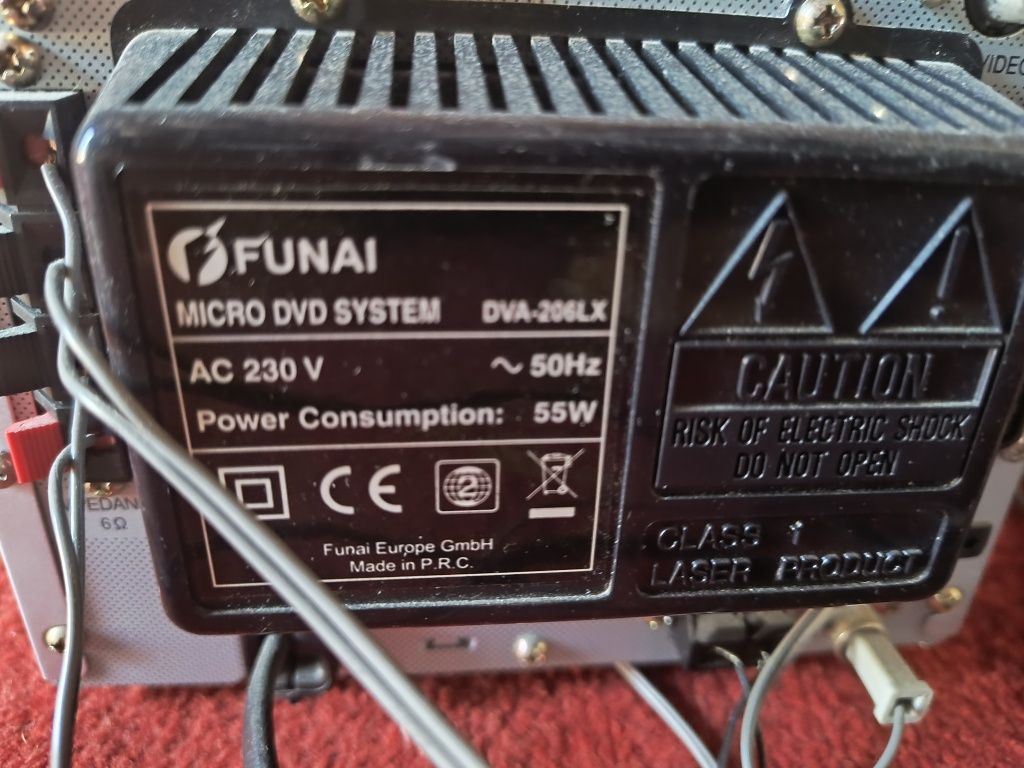 VIDEO
FUNAI
MICRO DVD SYSTEM DVA-206LX
AC 230 V ~ 50Hz
Power Consumption: 55W
CE 2
Funai Europe GmbH
Made in P.R.C.
CAUTION
RISK OF ELECTRIC SHOCK
DO NOT OPEN
CLASS 1
LASER PRODUCT
6Ω